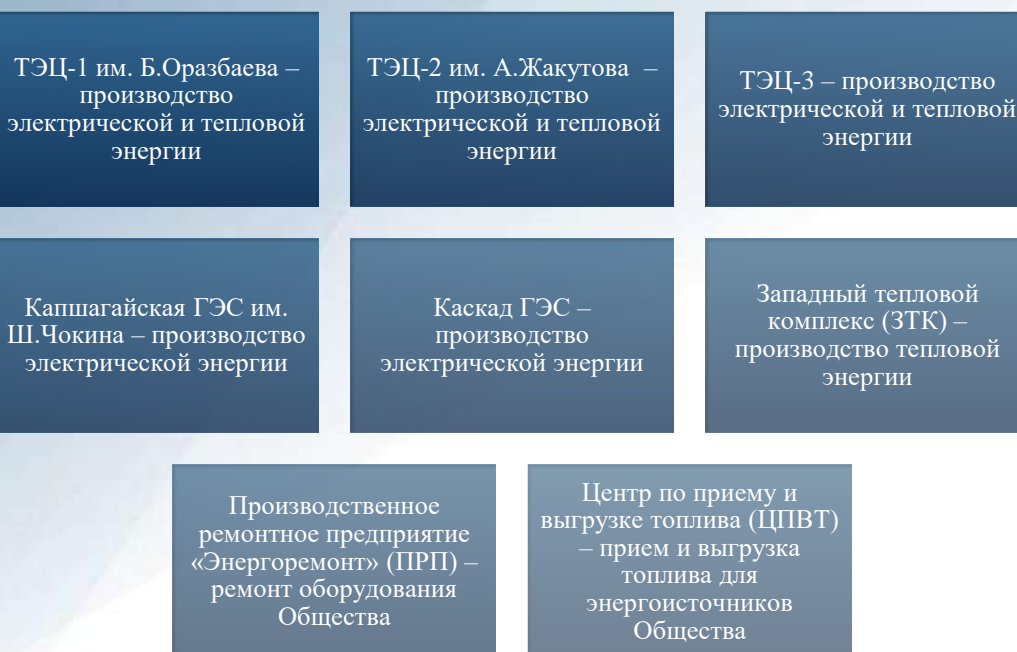 ТЭЦ-1 им. Б.Оразбаева –
производство
электрической и тепловой
энергии
ТЭЦ-2 им. А.Жакутова –
производство
электрической и тепловой
энергии
ТЭЦ-3 – производство
электрической и тепловой
энергии
Капшагайская ГЭС им.
Ш.Чокина – производство
электрической энергии
Каскад ГЭС –
производство
электрической энергии
Западный тепловой
комплекс (ЗТК) –
производство тепловой
энергии
Производственное
ремонтное предприятие
«Энергоремонт» (ПРП) –
ремонт оборудования
Общества
Центр по приему и
выгрузке топлива (ЦПВТ)
– прием и выгрузка
топлива для
энергоисточников
Общества